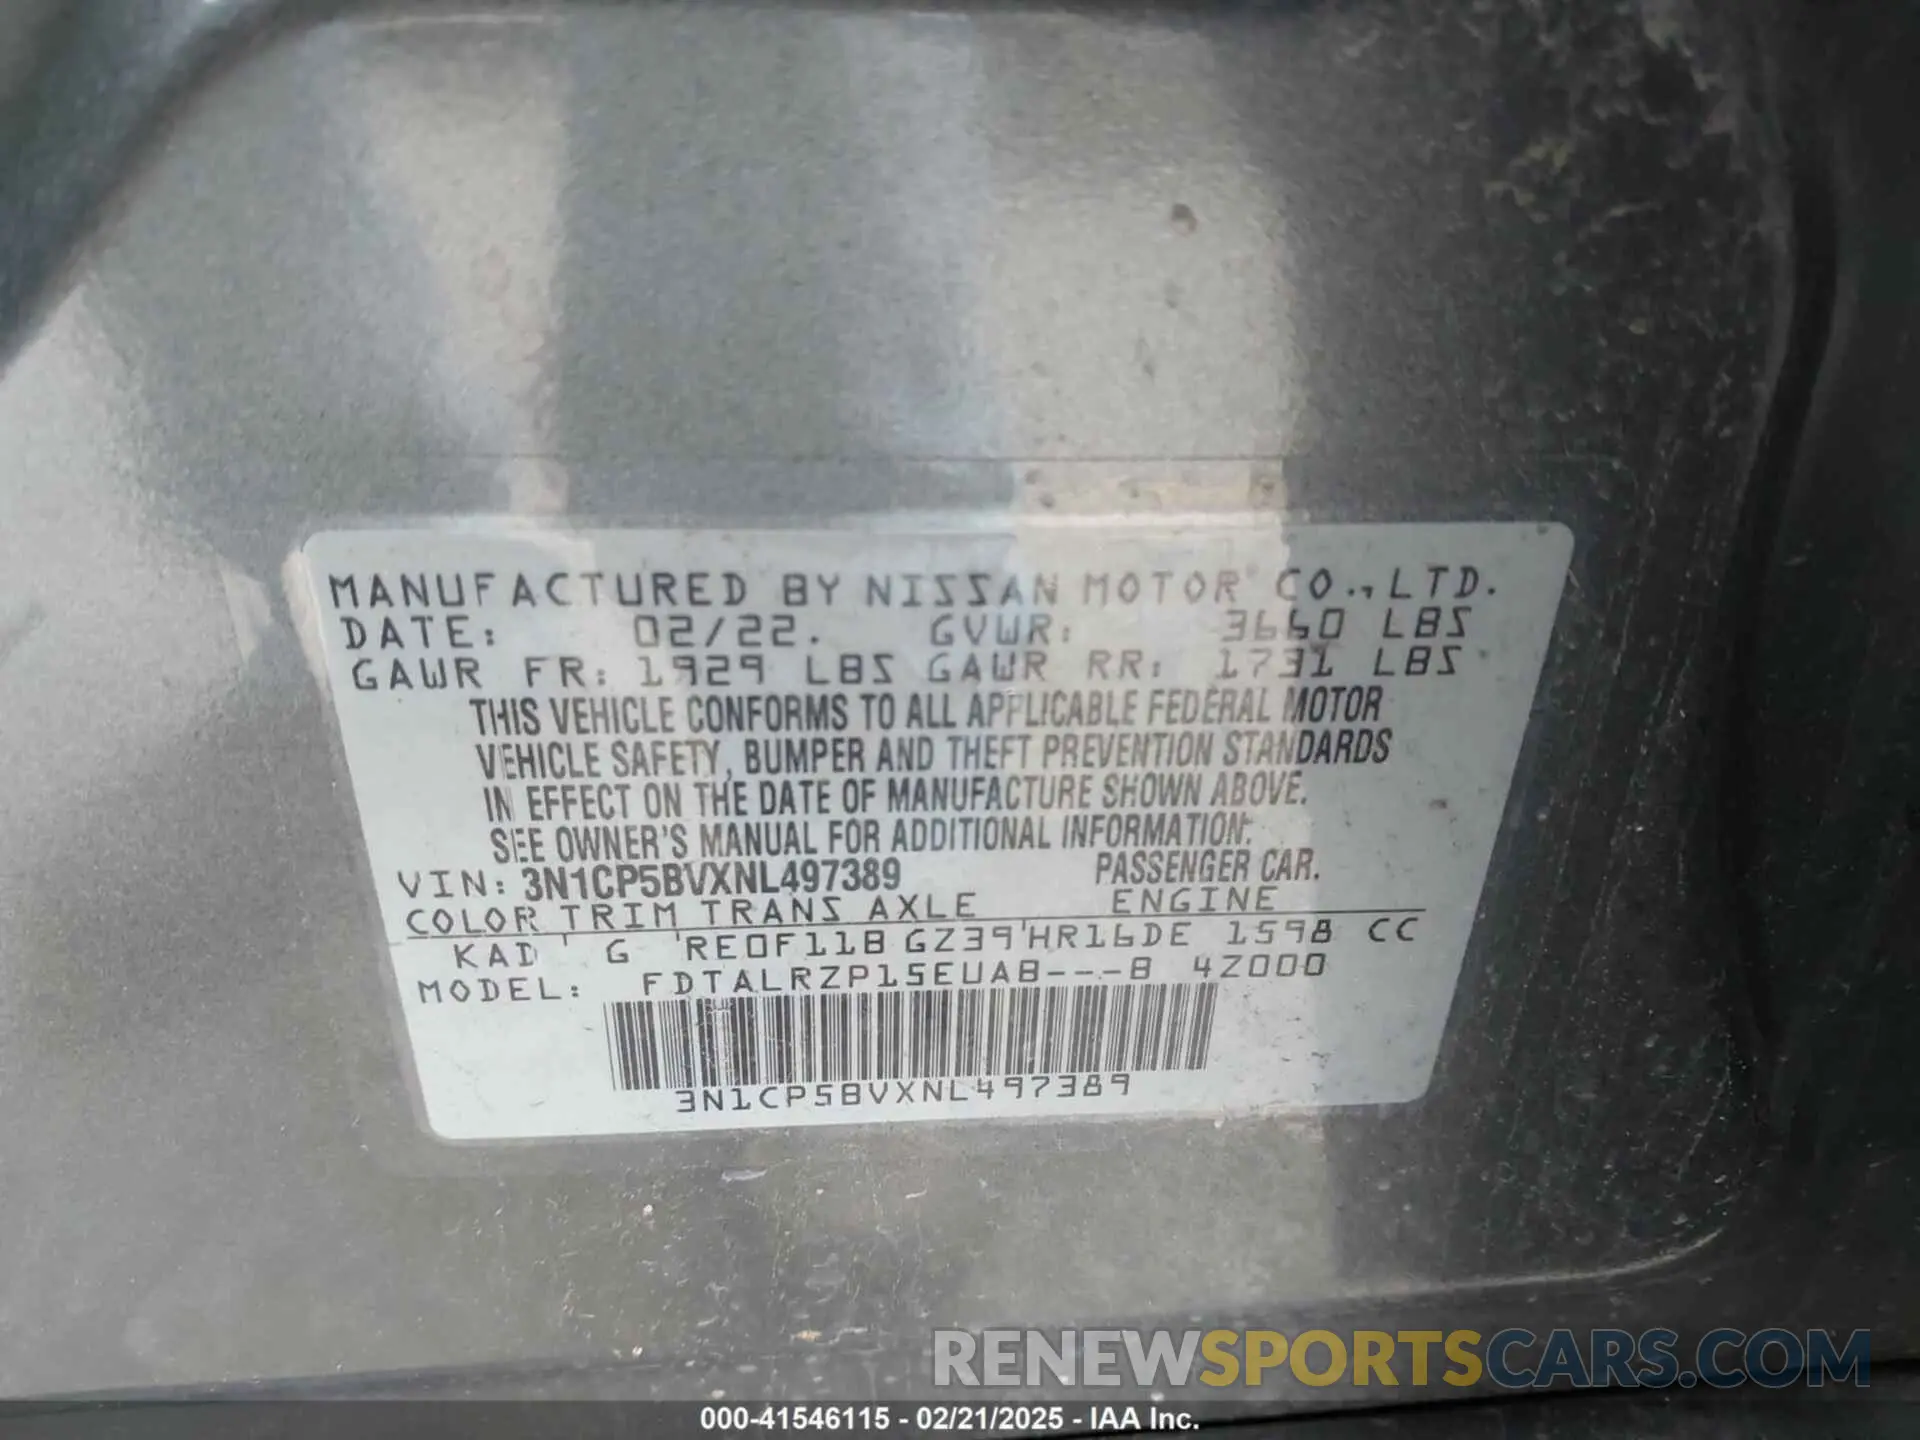 MANUFACTURED BY NISSAN MOTOR CO., LTD.
DATE: 02/22. GVWR: 3660 LBS
GAWR FR: 1929 LBS GAWR RR: 1731 LBS
THIS VEHICLE CONFORMS TO ALL APPLICABLE FEDERAL MOTOR
VEHICLE SAFETY, BUMPER AND THEFT PREVENTION STANDARDS
IN EFFECT ON THE DATE OF MANUFACTURE SHOWN ABOVE.
SEE OWNER'S MANUAL FOR ADDITIONAL INFORMATION.
VIN: 3N1CP5BVXNL497389 PASSENGER CAR.
COLOR TRIM TRANS AXLE ENGINE
KAD G RE0F11B GZ39 HR16DE 1598 CC
MODEL: FDTALRZP15EUAB---B 4Z000
3N1CP5BVXNL497389
RENEWSPORTSCARS.COM
000-41546115 - 02/21/2025 - IAA Inc.